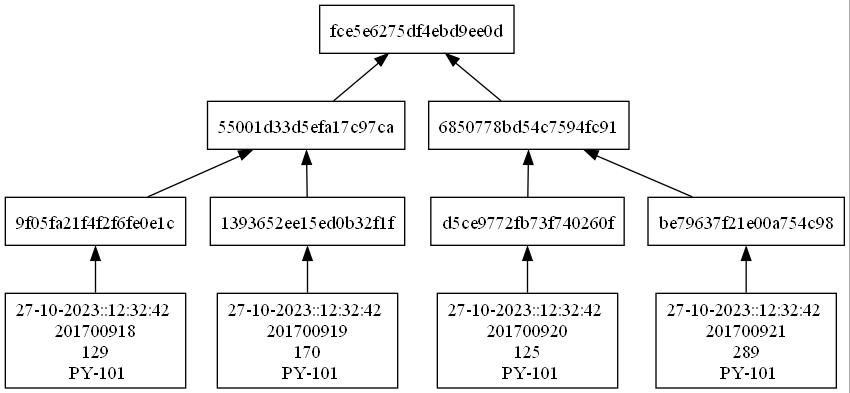 fce5e6275df4ebd9ee0d
55001d33d5efa17c97ca
6850778bd54c7594fc91
9f05fa21f4f2f6fe0e1c
1393652ee15ed0b32f1f
d5ce9772fb73f740260f
be79637f21e00a754c98
27-10-2023::12:32:42
201700918
129
PY-101
27-10-2023::12:32:42
201700919
170
PY-101
27-10-2023::12:32:42
201700920
125
PY-101
27-10-2023::12:32:42
201700921
289
PY-101